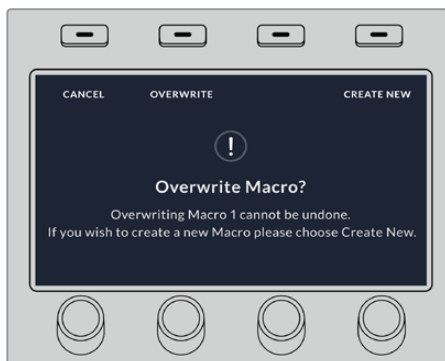 CANCEL OVERWRITE CREATE NEW
!
Overwrite Macro?
Overwriting Macro 1 cannot be undone.
If you wish to create a new Macro please choose Create New.